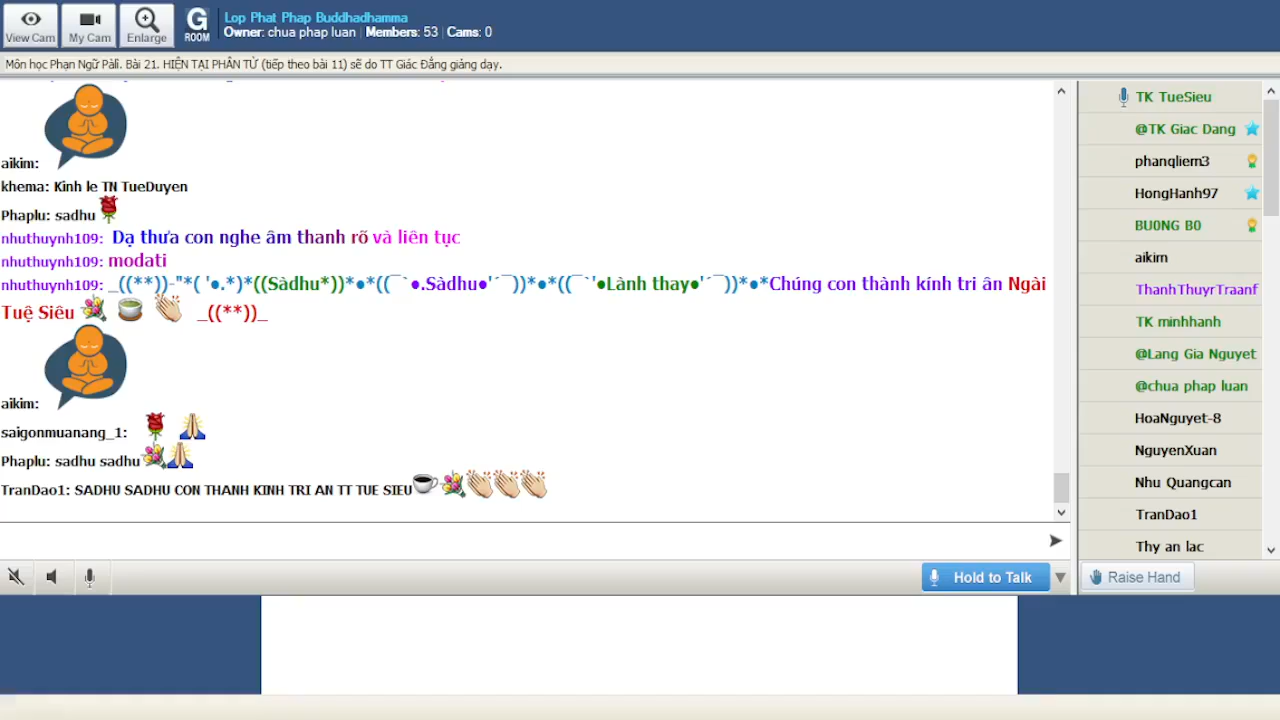 View Cam
My Cam
Enlarge
G
ROOM
Lop Phat Phap Buddhadhamma
Owner: chua phap luan | Members: 53 | Cams: 0
Môn học Phạn Ngữ Pāli. Bài 21. HIỆN TẠI PHÂN TỪ (tiếp theo bài 11) sẽ do TT Giác Đẳng giảng dạy.
aikim:
khema: Kinh le TN TueDuyen
Phaplu: sadhu
nhuthuynh109: Dạ thưa con nghe âm thanh rõ và liên tục
nhuthuynh109: modati
nhuthuynh109: _((**))-"*( '●.*)*((Sàdhu*))*●*((¯`●.Sàdhu●'´¯))*●*((¯`'●Lành thay●'´¯))*●*Chúng con thành kính tri ân Ngài
Tuệ Siêu _((**))_
aikim:
saigonmuanang_1:
Phaplu: sadhu sadhu
TranDao1: SADHU SADHU CON THANH KINH TRI AN TT TUE SIEU
Hold to Talk
TK TueSieu
@TK Giac Dang
phanqliem3
HongHanh97
BU0NG B0
aikim
ThanhThuyrTraanf
TK minhhanh
@Lang Gia Nguyet
@chua phap luan
HoaNguyet-8
NguyenXuan
Nhu Quangcan
TranDao1
Thy an lac
Raise Hand